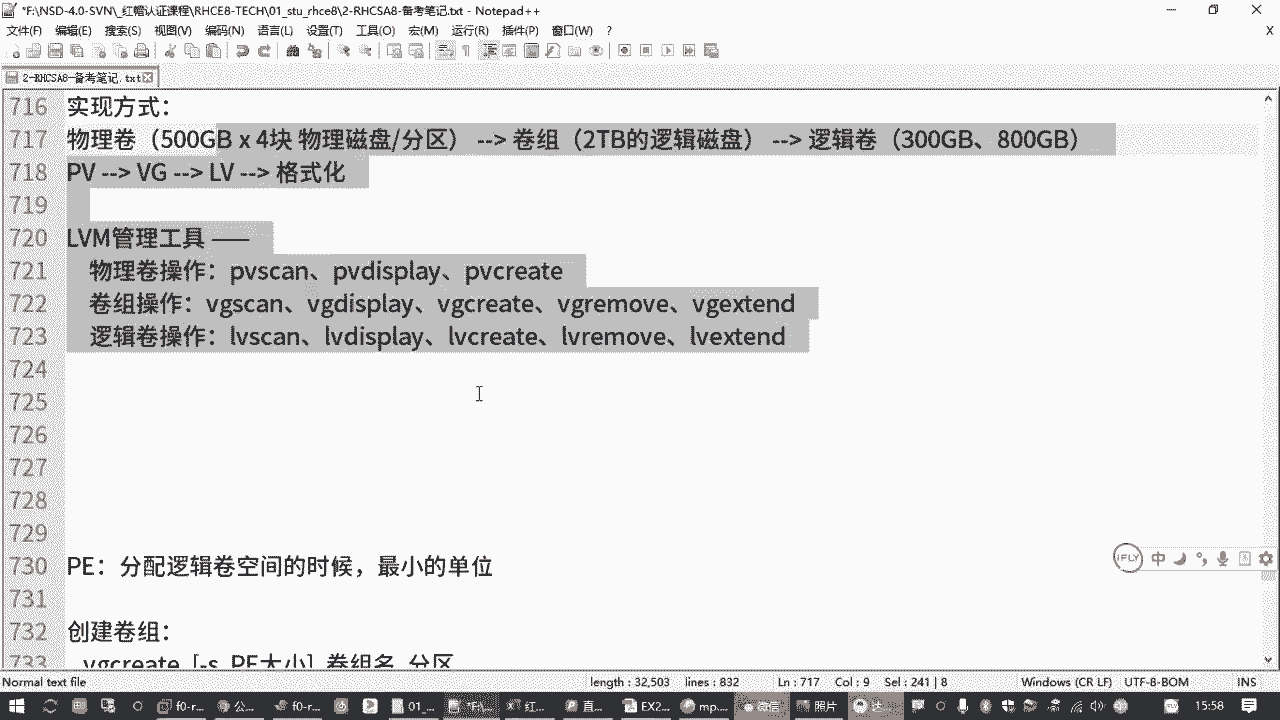 *F:\NSD-4.0-SVN\_红帽认证课程\RHCE8-TECH\01_stu_rhce8\2-RHCSA8-备考笔记.txt - Notepad++
文件(F) 编辑(E) 搜索(S) 视图(V) 编码(N) 语言(L) 设置(T) 工具(O) 宏(M) 运行(R) 插件(P) 窗口(W) ? X
2-RHCSA8-备考笔记.txt
716 实现方式：
717 物理卷（500GB x 4块 物理磁盘/分区） --> 卷组（2TB的逻辑磁盘） --> 逻辑卷（300GB、800GB）
718 PV --> VG --> LV --> 格式化
719
720 LVM管理工具 ——
721 物理卷操作：pvscan、pvdisplay、pvcreate
722 卷组操作：vgscan、vgdisplay、vgcreate、vgremove、vgextend
723 逻辑卷操作：lvscan、lvdisplay、lvcreate、lvremove、lvextend
724
725
726
727
728
729
730 PE：分配逻辑卷空间的时候，最小的单位
731
732 创建卷组：
733 vgcreate [-s PE大小] 卷组名 分区
iFLY 中
Normal text file length : 32,503 lines : 832 Ln : 717 Col : 9 Sel : 241 | 8 Windows (CR LF) UTF-8-BOM INS
f0-r... 公... f0-r... 01_... 红... 直... EX2... mp... 微信 照片 15:58